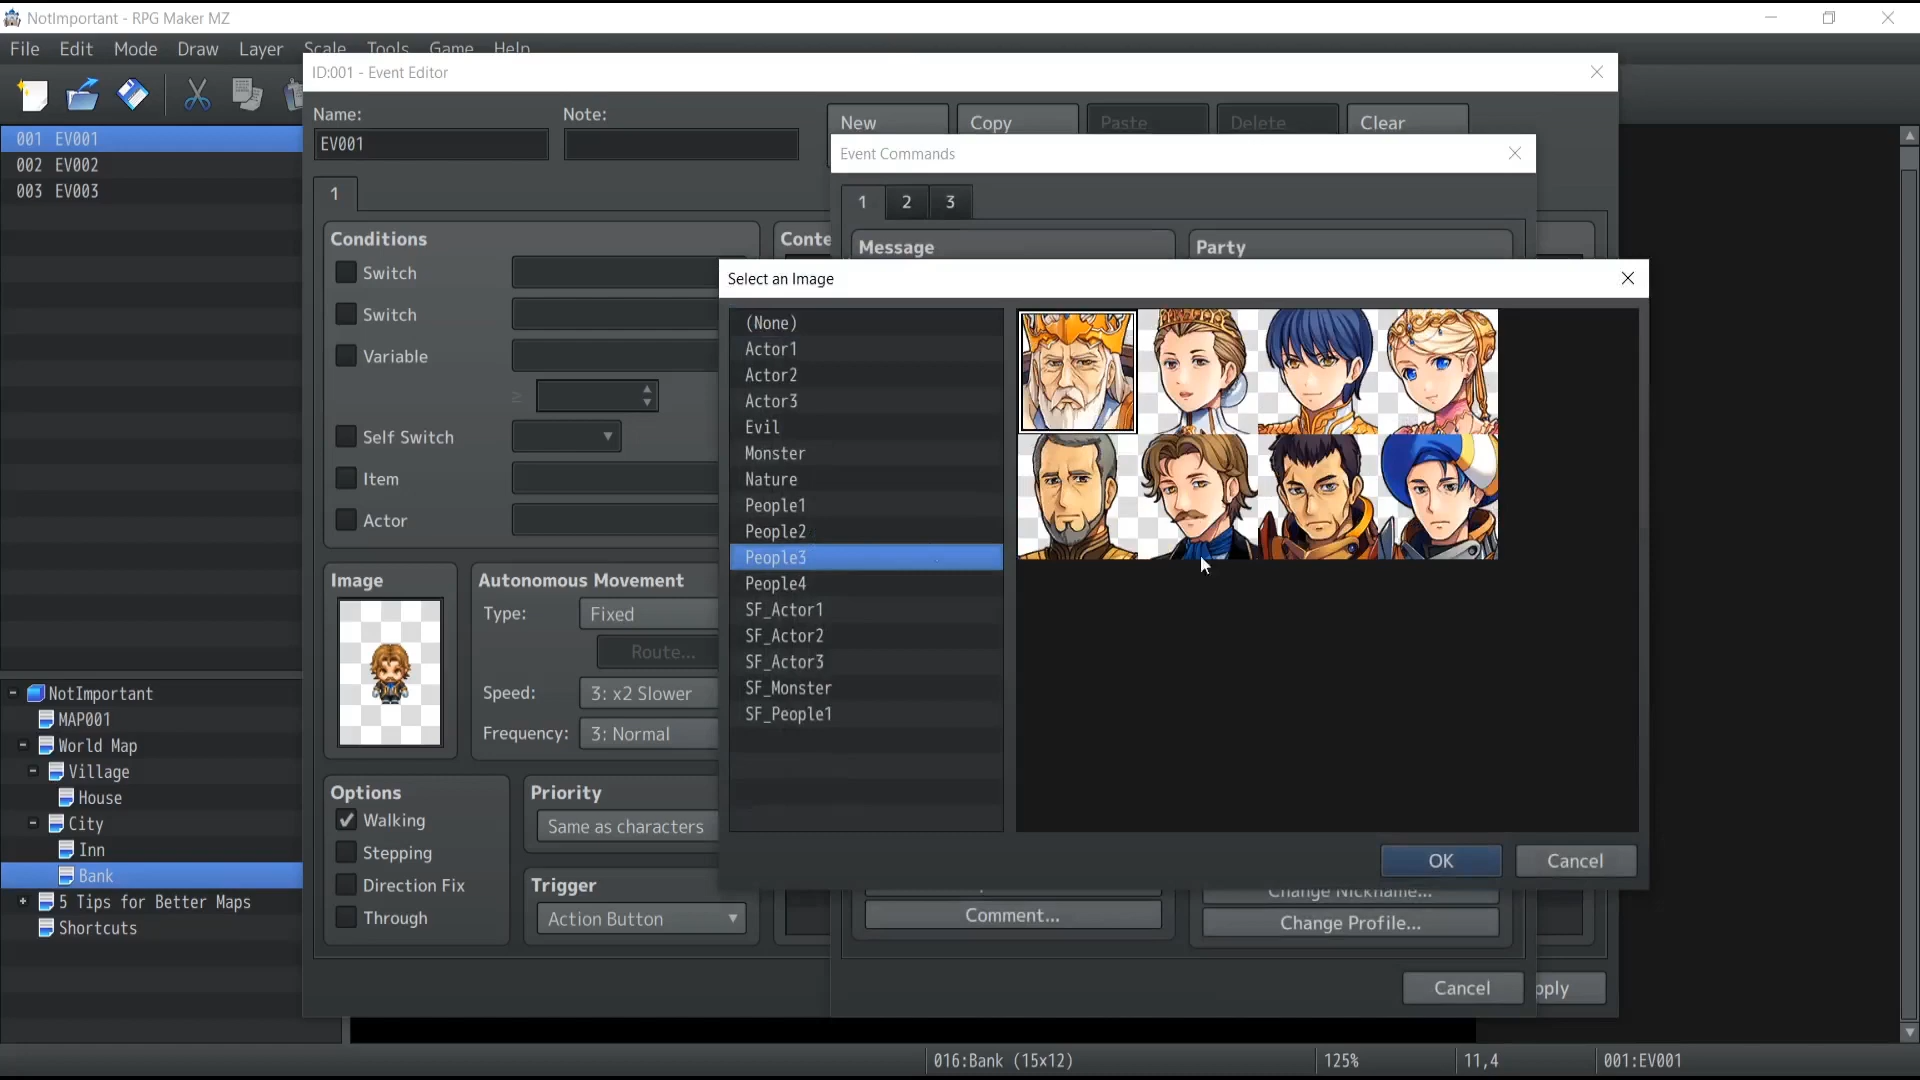 NotImportant - RPG Maker MZ
File Edit Mode Draw Layer Scale Tools Game Help
ID:001 - Event Editor
Name:
Note:
EV001
New
Copy
Paste
Delete
Clear
001 EV001
002 EV002
003 EV003
Event Commands
1
1 2 3
Conditions
Conte
Message
Party
Switch
Switch
Variable
≥
Self Switch
Item
Actor
Select an Image
(None)
Actor1
Actor2
Actor3
Evil
Monster
Nature
People1
People2
People3
People4
SF_Actor1
SF_Actor2
SF_Actor3
SF_Monster
SF_People1
OK
Cancel
Image
Autonomous Movement
Type:
Fixed
Route...
Speed:
3: x2 Slower
Frequency:
3: Normal
NotImportant
MAP001
World Map
Village
House
City
Inn
Bank
5 Tips for Better Maps
Shortcuts
Options
Walking
Stepping
Direction Fix
Through
Priority
Same as characters
Trigger
Action Button
Change Nickname...
Comment...
Change Profile...
Cancel
pply
016:Bank (15x12)
125%
11,4
001:EV001